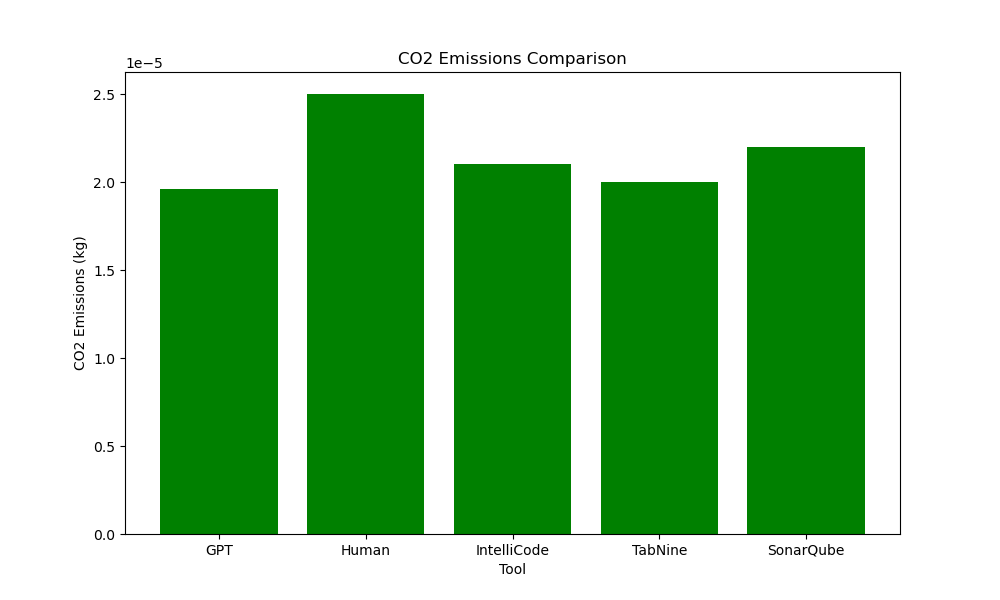 CO2 Emissions Comparison
1e−5
2.5
2.0
1.5
1.0
0.5
0.0
CO2 Emissions (kg)
GPT Human IntelliCode TabNine SonarQube
Tool